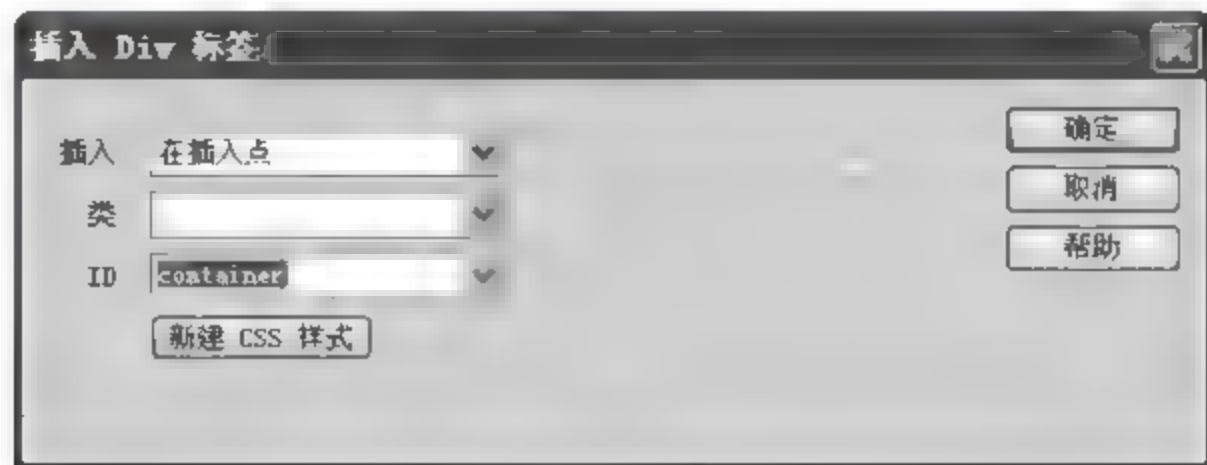 插入 Div 标签
插入 在插入点
类
ID container
新建 CSS 样式
确定
取消
帮助